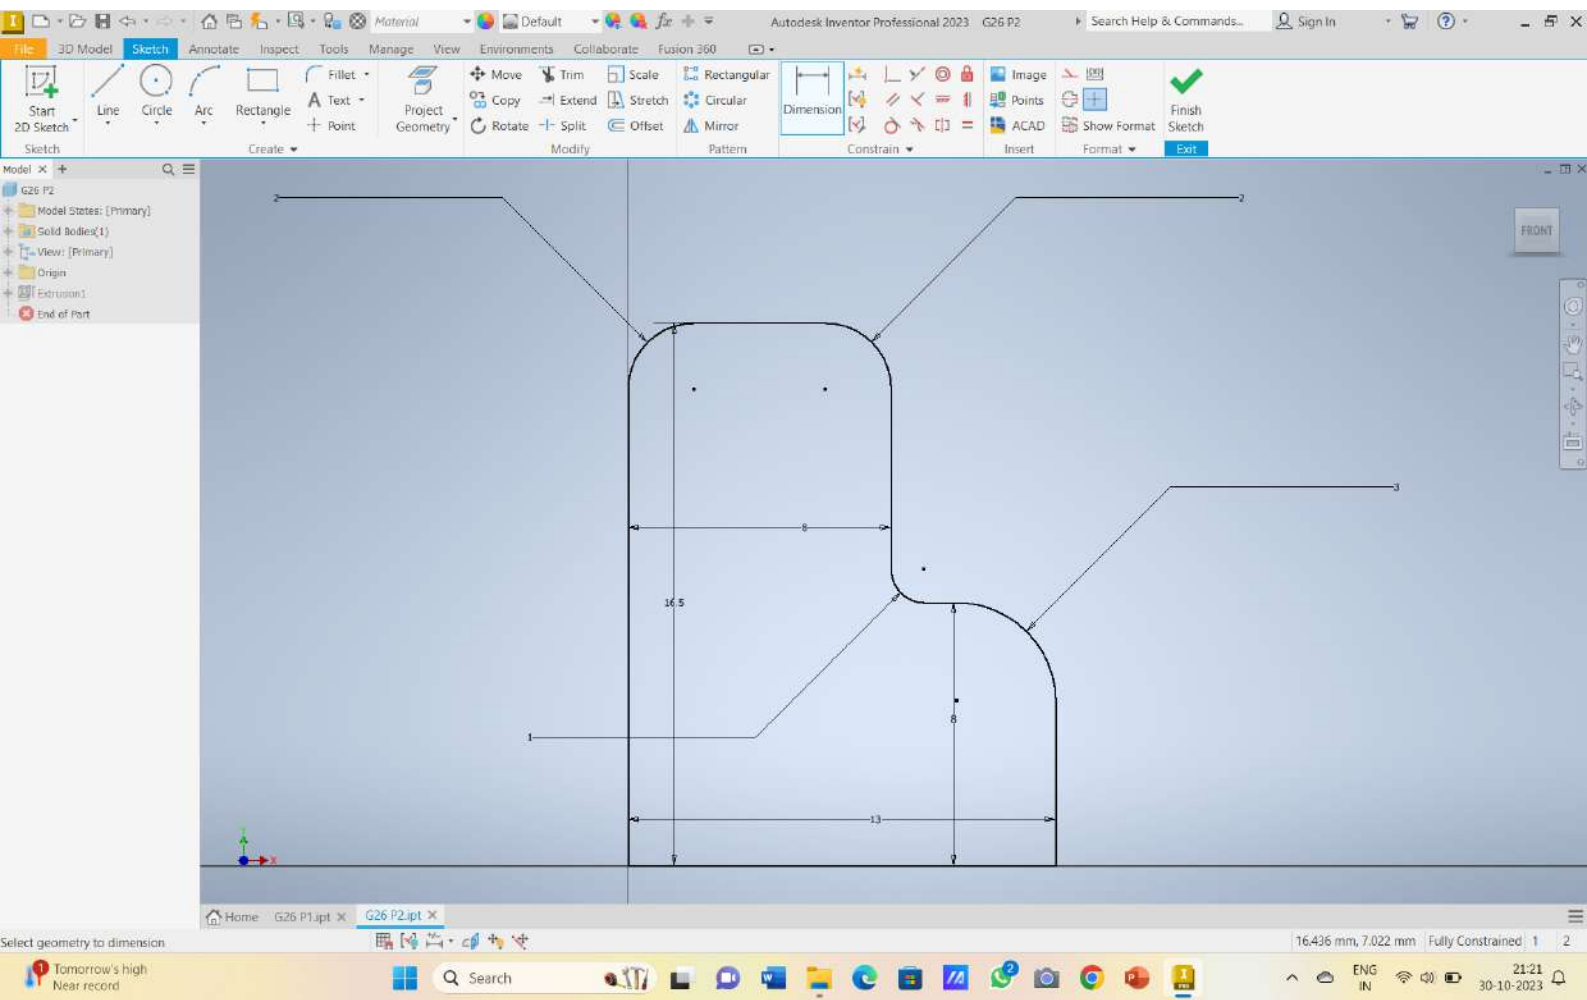 Material
Default
fx
Autodesk Inventor Professional 2023 G26 P2
Search Help & Commands...
Sign In
File 3D Model Sketch Annotate Inspect Tools Manage View Environments Collaborate Fusion 360
Start 2D Sketch
Line
Circle
Arc
Rectangle
Fillet
A Text
Point
Project Geometry
Move Trim Scale
Copy Extend Stretch
Rotate Split Offset
Rectangular
Circular
Mirror
Dimension
Image
Points
ACAD
Show Format
Finish Sketch
Sketch Create Modify Pattern Constrain Insert Format Exit
Model
G26 P2
Model States: [Primary]
Solid Bodies(1)
View: [Primary]
Origin
Extrusion1
End of Part
FRONT
2
2
3
8
16.5
8
1
13
X
Home G26 P1.ipt G26 P2.ipt
Select geometry to dimension
16.436 mm, 7.022 mm Fully Constrained 1 2
1
Tomorrow's high
Near record
Search
2
ENG
IN
21:21
30-10-2023